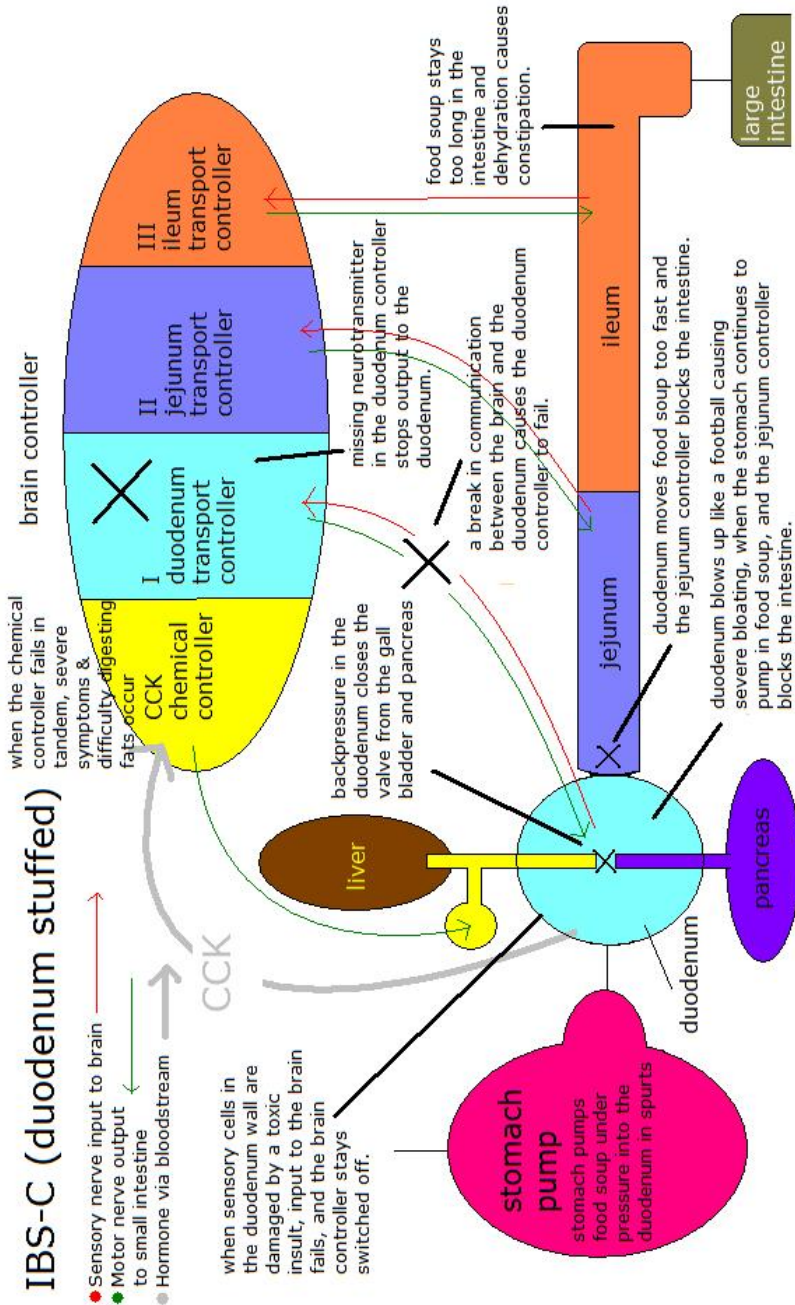 IBS-C (duodenum stuffed)
Sensory nerve input to brain
Motor nerve output
to small intestine
Hormone via bloodstream
CCK
when the chemical
controller fails in
tandem, severe
symptoms &
difficulty digesting
fats occur
brain controller
CCK
chemical
controller
I
duodenum
transport
controller
II
jejunum
transport
controller
III
ileum
transport
controller
missing neurotransmitter
in the duodenum controller
stops output to the
duodenum.
a break in communication
between the brain and the
duodenum causes the duodenum
controller to fail.
food soup stays
too long in the
intestine and
dehydration causes
constipation.
backpressure in the
duodenum closes the
valve from the gall
bladder and pancreas
when sensory cells in
the duodenum wall are
damaged by a toxic
insult, input to the brain
fails, and the brain
controller stays
switched off.
liver
stomach
pump
stomach pumps
food soup under
pressure into the
duodenum in spurts
duodenum
pancreas
jejunum
ileum
large
intestine
duodenum moves food soup too fast and
the jejunum controller blocks the intestine.
duodenum blows up like a football causing
severe bloating, when the stomach continues to
pump in food soup, and the jejunum controller
blocks the intestine.